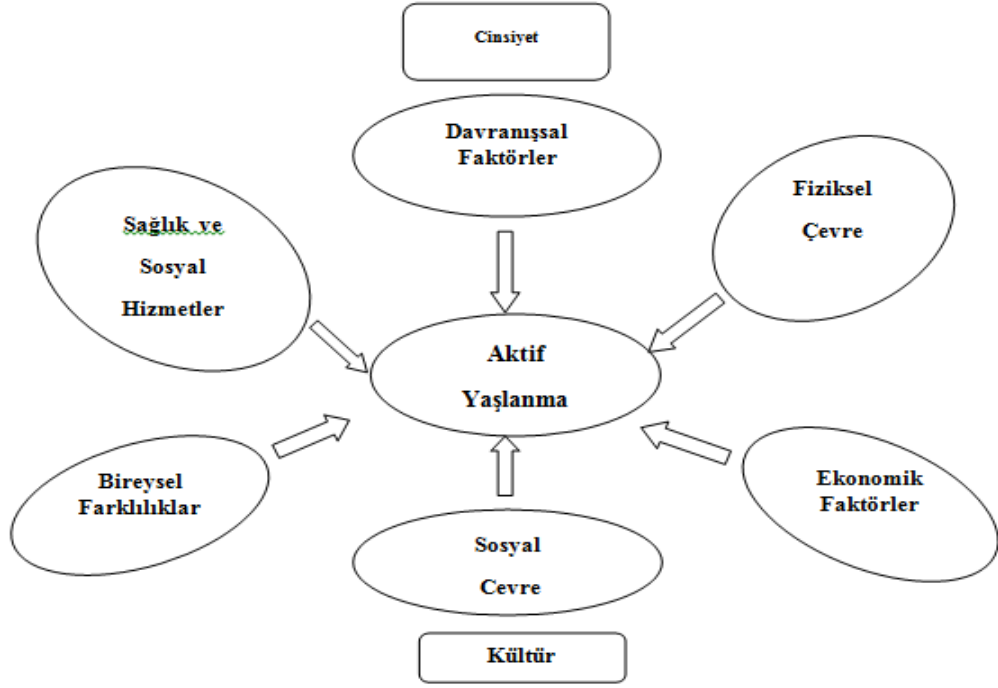 Cinsiyet
Davranışsal
Faktörler
Fiziksel
Çevre
Sağlık ve
Sosyal
Hizmetler
Aktif
Yaşlanma
Bireysel
Farklılıklar
Ekonomik
Faktörler
Sosyal
Cevre
Kültür